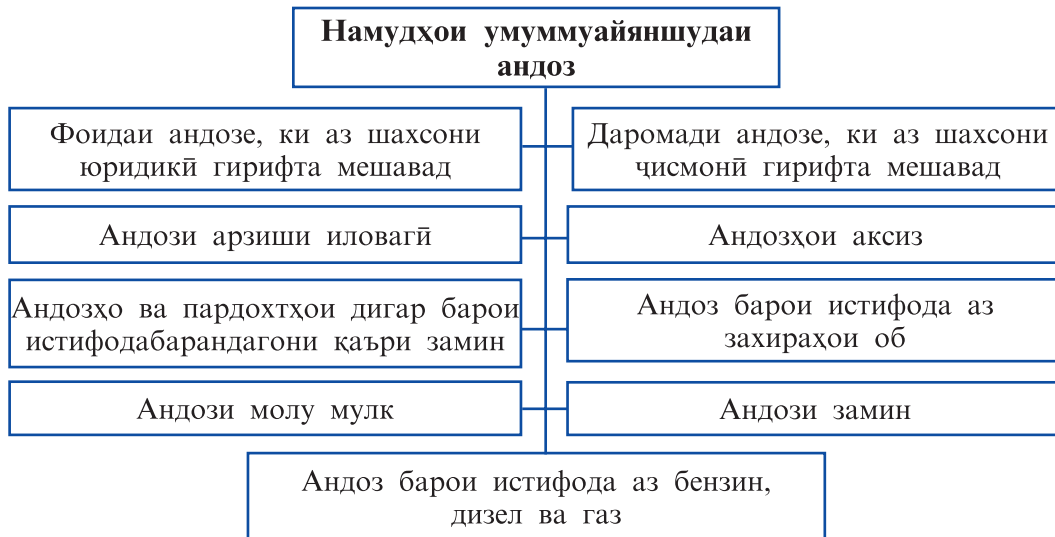 Намудҳои умуммуайяншудаи
андоз
Фоидаи андозе, ки аз шахсони
юридикӣ гирифта мешавад
Даромади андозе, ки аз шахсони
ҷисмонӣ гирифта мешавад
Андози арзиши иловагӣ
Андозҳои аксиз
Андозҳо ва пардохтҳои дигар барои
истифодабарандагони қаъри замин
Андоз барои истифода аз
захираҳои об
Андози молу мулк
Андози замин
Андоз барои истифода аз бензин,
дизел ва газ